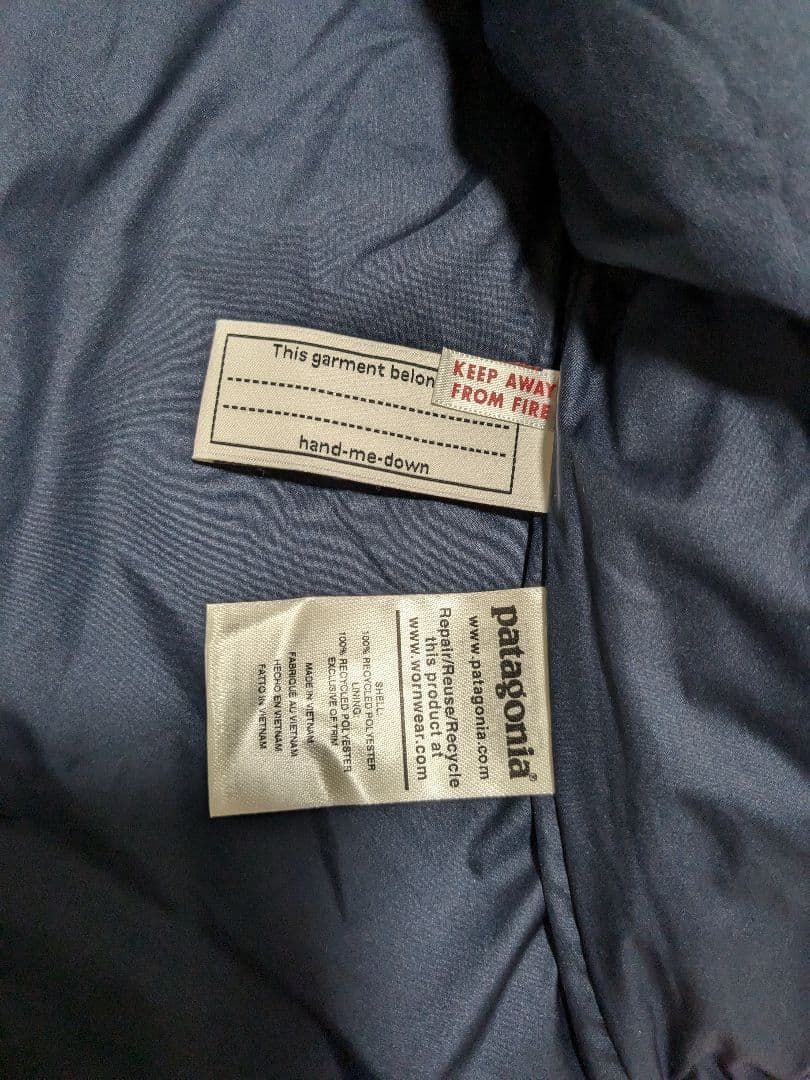 This garment belon
KEEP AWAY
FROM FIRE
hand-me-down
patagonia®
www.patagonia.com
Repair/Reuse/Recycle
this product at
www.wornwear.com
SHELL:
100% RECYCLED POLYESTER
LINING:
100% RECYCLED POLYESTER
EXCLUSIVE OF TRIM
MADE IN VIETNAM
FABRIQUÉ AU VIETNAM
HECHO EN VIETNAM
FATTO IN VIETNAM